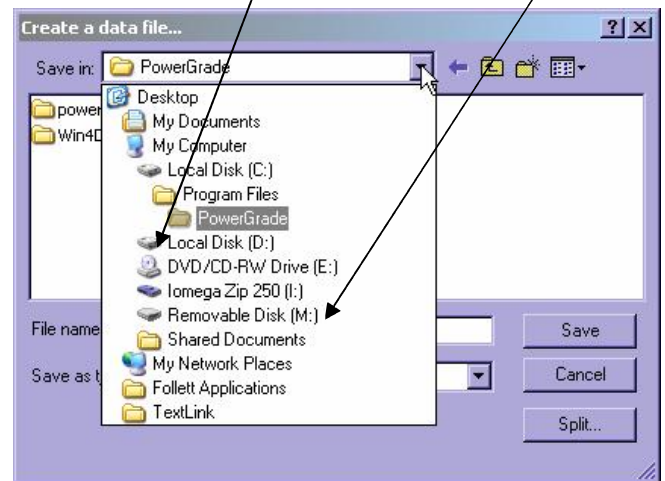 Create a data file...
Save in: PowerGrade
Desktop
My Documents
My Computer
Local Disk (C:)
Program Files
PowerGrade
Local Disk (D:)
DVD/CD-RW Drive (E:)
Iomega Zip 250 (I:)
Removable Disk (M:)
Shared Documents
My Network Places
Follett Applications
TextLink
File name
Save as
Save
Cancel
Split...